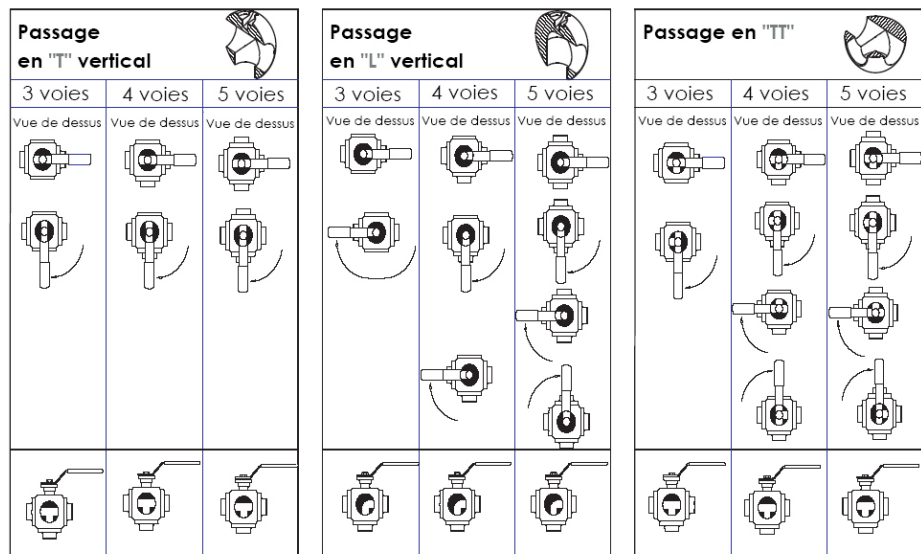 Passage
en "T" vertical
3 voies 4 voies 5 voies
Vue de dessus Vue de dessus Vue de dessus
Passage
en "L" vertical
3 voies 4 voies 5 voies
Vue de dessus Vue de dessus Vue de dessus
Passage en "TT"
3 voies 4 voies 5 voies
Vue de dessus Vue de dessus Vue de dessus